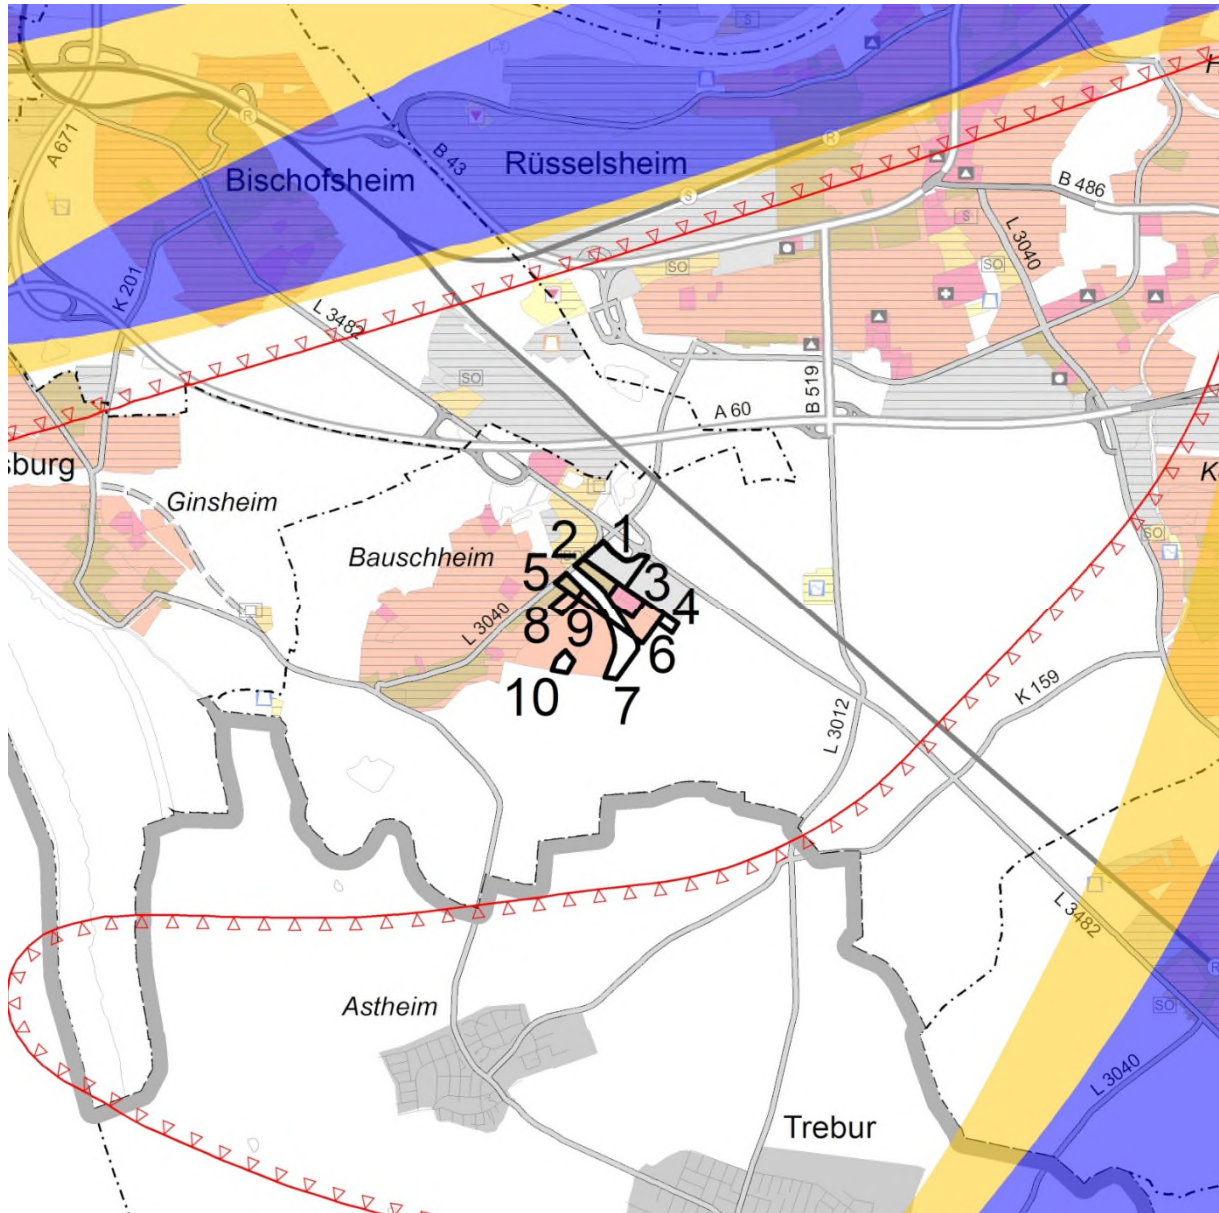 S
H
A 671
R
B 43
R
Rüsselsheim
Bischofsheim
B 486
S
S
L 3040
K 201
SO
SO
L 3482
SO
B 519
A 60
sburg
K
Ginsheim
Bauschheim
2
1
SO
5
3
L 3040
8
9
4
6
10
7
K 159
L 3012
L 3482
R
Astheim
SO
L 3040
Trebur